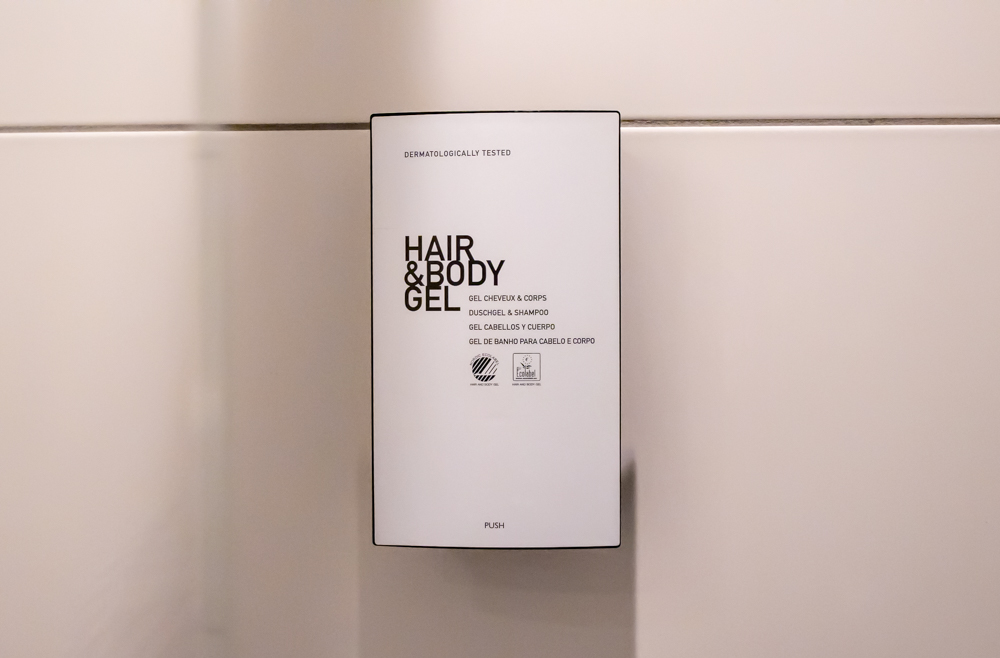 DERMATOLOGICALLY TESTED
HAIR
&BODY
GEL
GEL CHEVEUX & CORPS
DUSCHGEL & SHAMPOO
GEL CABELLOS Y CUERPO
GEL DE BANHO PARA CABELO E CORPO
Ecolabel
PUSH